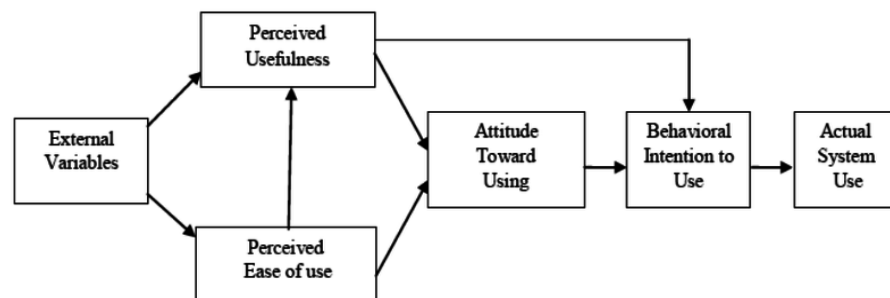 Perceived
Usefulness
External
Variables
Attitude
Toward
Using
Behavioral
Intention to
Use
Actual
System
Use
Perceived
Ease of use